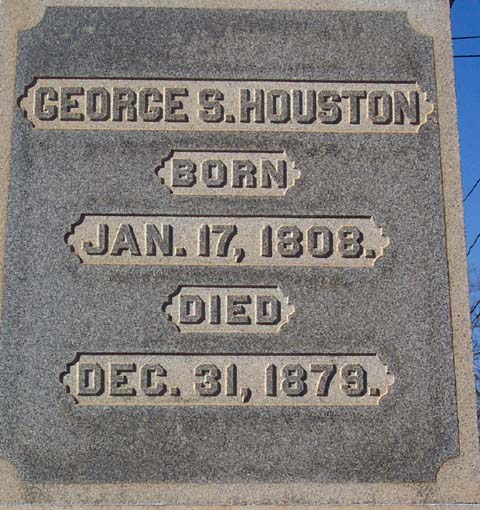 GEORGE S. HOUSTON
BORN
JAN. 17, 1808.
DIED
DEC. 31, 1879.